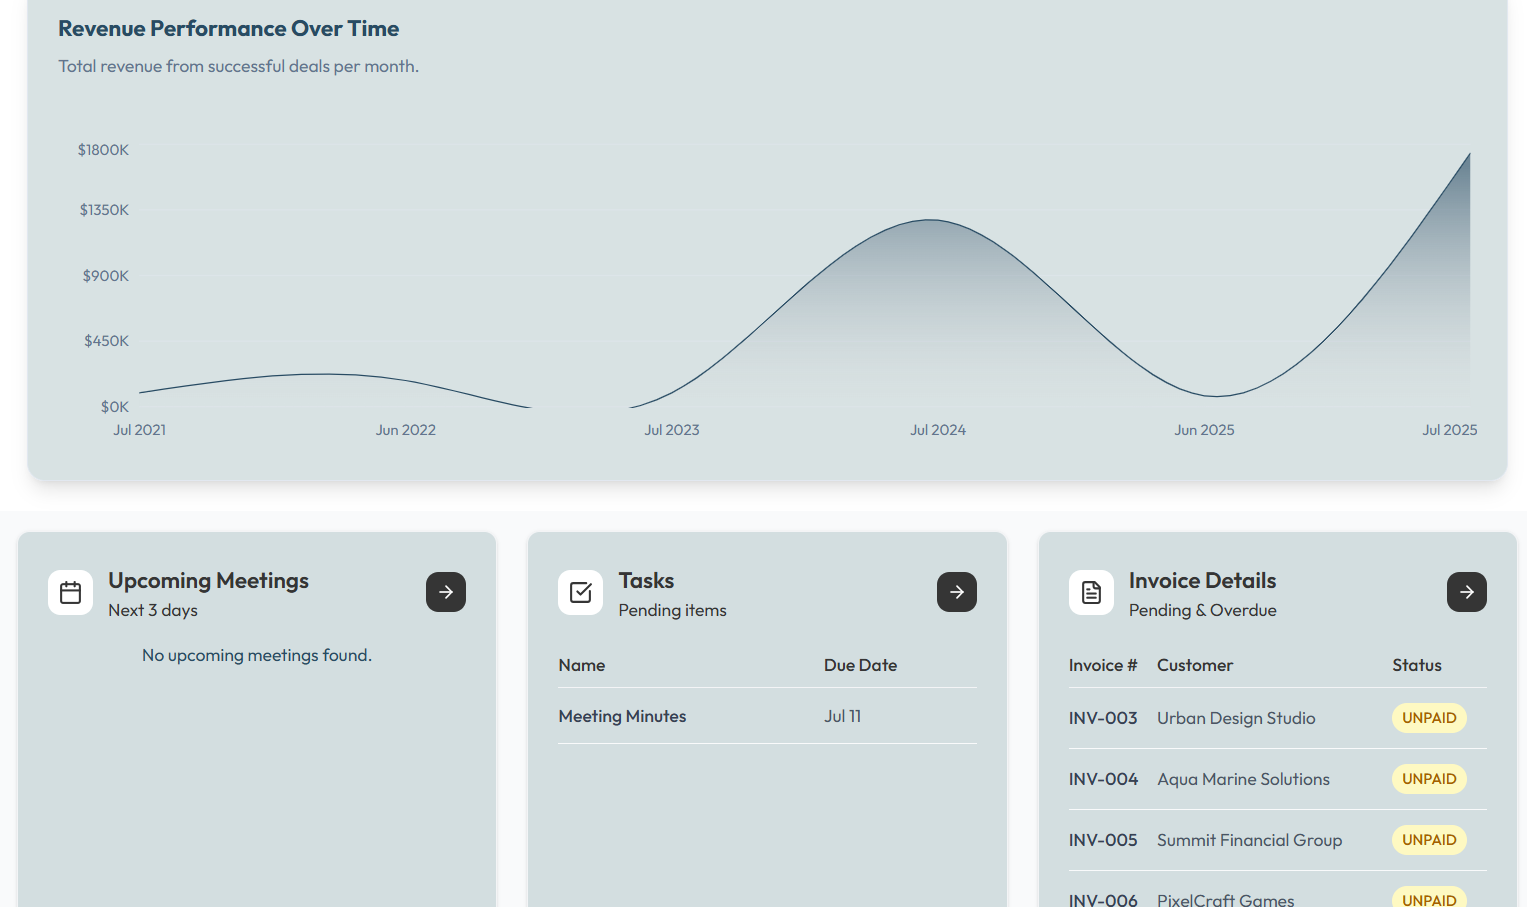 Revenue Performance Over Time
Total revenue from successful deals per month.
$1800K
$1350K
$900K
$450K
$0K
Jul 2021 Jun 2022 Jul 2023 Jul 2024 Jun 2025 Jul 2025
Upcoming Meetings
Next 3 days
No upcoming meetings found.
Tasks
Pending items
Name Due Date
Meeting Minutes Jul 11
Invoice Details
Pending & Overdue
Invoice # Customer Status
INV-003 Urban Design Studio UNPAID
INV-004 Aqua Marine Solutions UNPAID
INV-005 Summit Financial Group UNPAID
INV-006 PixelCraft Games UNPAID